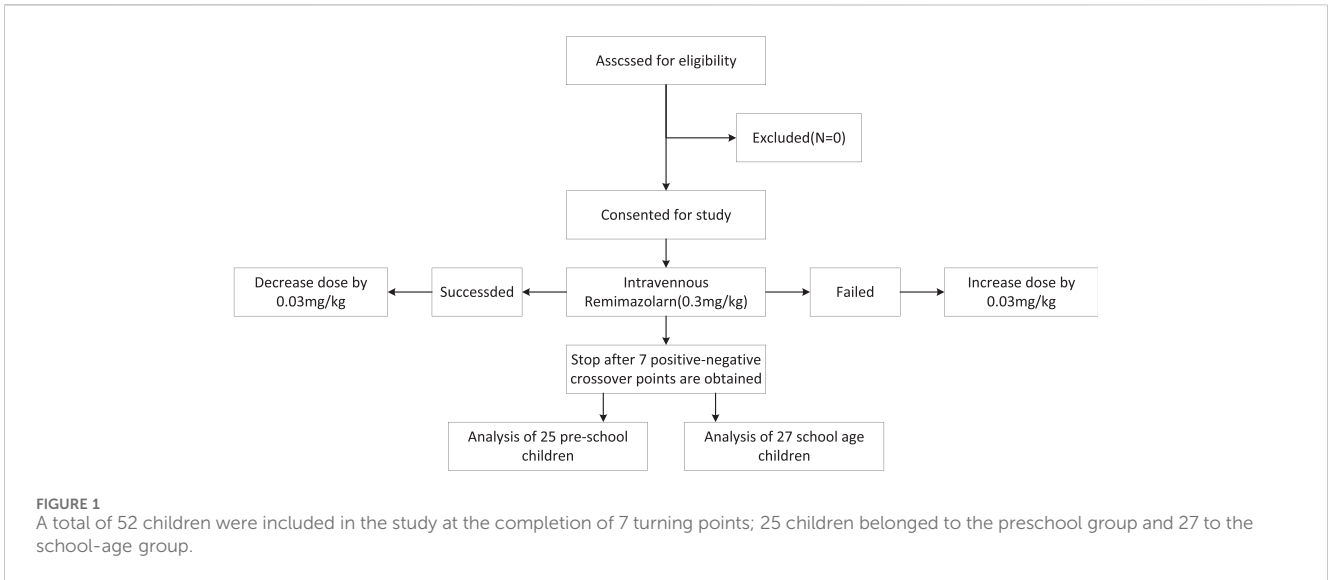 Asscssed for eligibility
Excluded(N=0)
Consented for study
Decrease dose by
0.03mg/kg
Successded
Intravennous
Remimazolarn(0.3mg/kg)
Failed
Increase dose by
0.03mg/kg
Stop after 7 positive-negative
crossover points are obtained
Analysis of 25 pre-school
children
Analysis of 27 school age
children
FIGURE 1
A total of 52 children were included in the study at the completion of 7 turning points; 25 children belonged to the preschool group and 27 to the
school-age group.